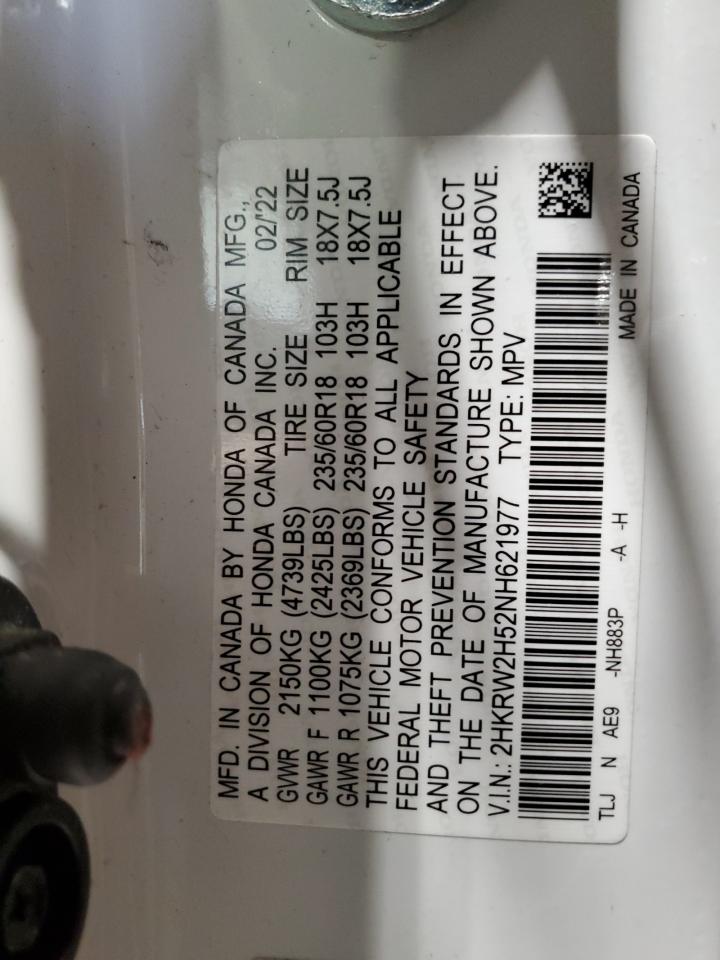 MFD. IN CANADA BY HONDA OF CANADA MFG.,
A DIVISION OF HONDA CANADA INC. 02/'22
GVWR 2150KG (4739LBS) TIRE SIZE RIM SIZE
GAWR F 1100KG (2425LBS) 235/60R18 103H 18X7.5J
GAWR R 1075KG (2369LBS) 235/60R18 103H 18X7.5J
THIS VEHICLE CONFORMS TO ALL APPLICABLE
FEDERAL MOTOR VEHICLE SAFETY
AND THEFT PREVENTION STANDARDS IN EFFECT
ON THE DATE OF MANUFACTURE SHOWN ABOVE.
V.I.N.: 2HKRW2H52NH621977 TYPE: MPV
TLJ N AE9 -NH883P -A -H
MADE IN CANADA